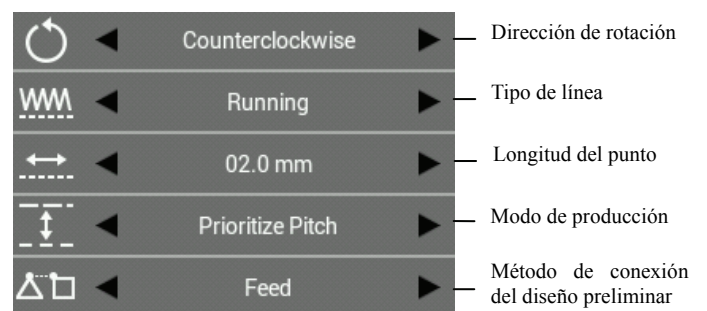 Counterclockwise Dirección de rotación
Running Tipo de línea
02.0 mm Longitud del punto
Prioritize Pitch Modo de producción
Feed Método de conexión
del diseño preliminar